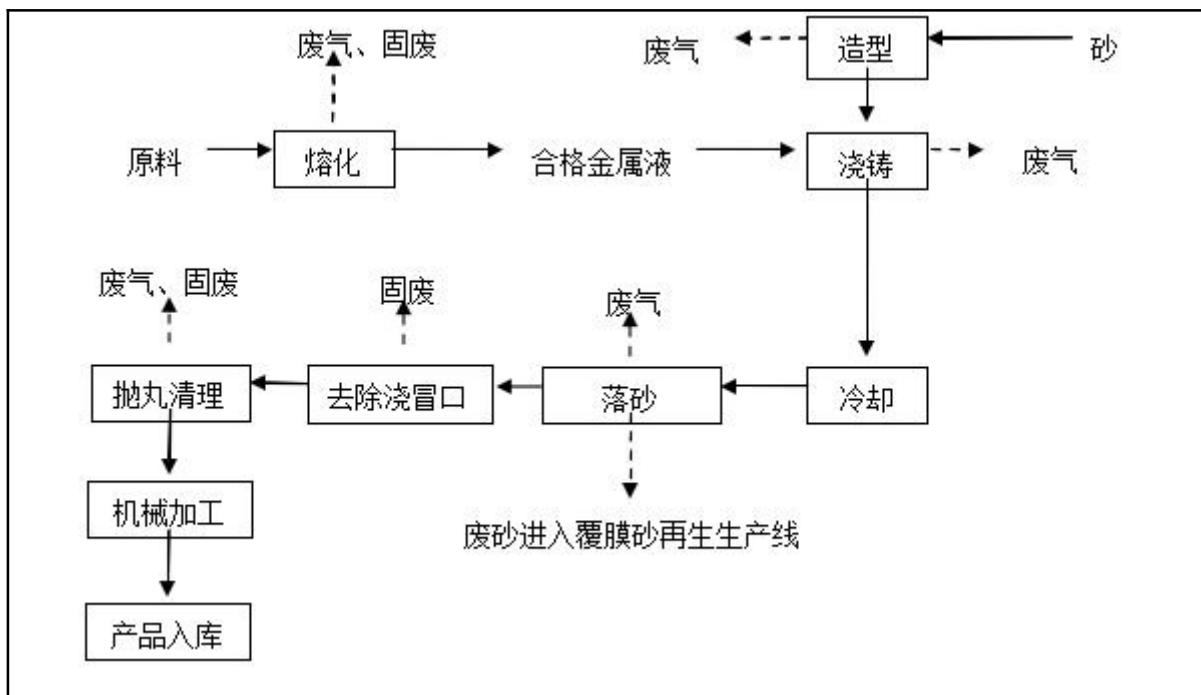 废气、固废
废气
造型
砂
原料
熔化
合格金属液
浇铸
废气
废气、固废
固废
废气
抛丸清理
去除浇冒口
落砂
冷却
机械加工
废砂进入覆膜砂再生生产线
产品入库